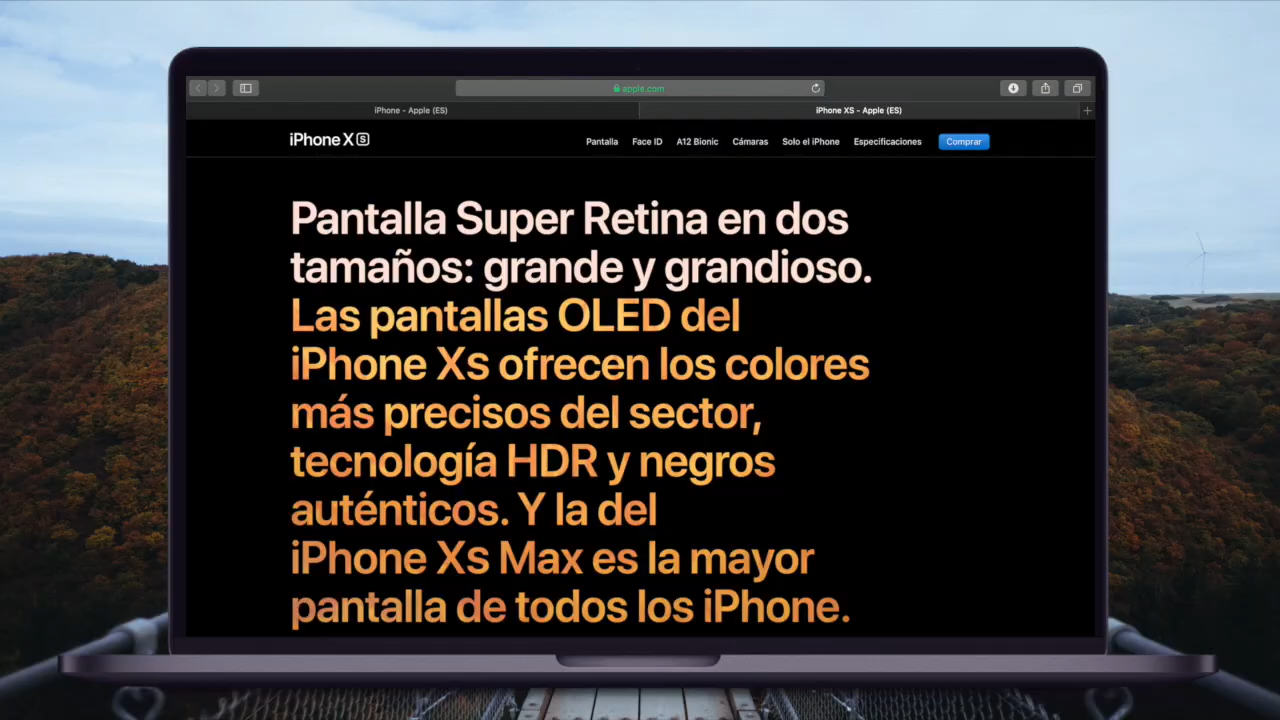 apple.com
iPhone - Apple (ES)
iPhone XS - Apple (ES)
iPhone XS
Pantalla
Face ID
A12 Bionic
Cámaras
Solo el iPhone
Especificaciones
Comprar
Pantalla Super Retina en dos
tamaños: grande y grandioso.
Las pantallas OLED del
iPhone Xs ofrecen los colores
más precisos del sector,
tecnología HDR y negros
auténticos. Y la del
iPhone Xs Max es la mayor
pantalla de todos los iPhone.